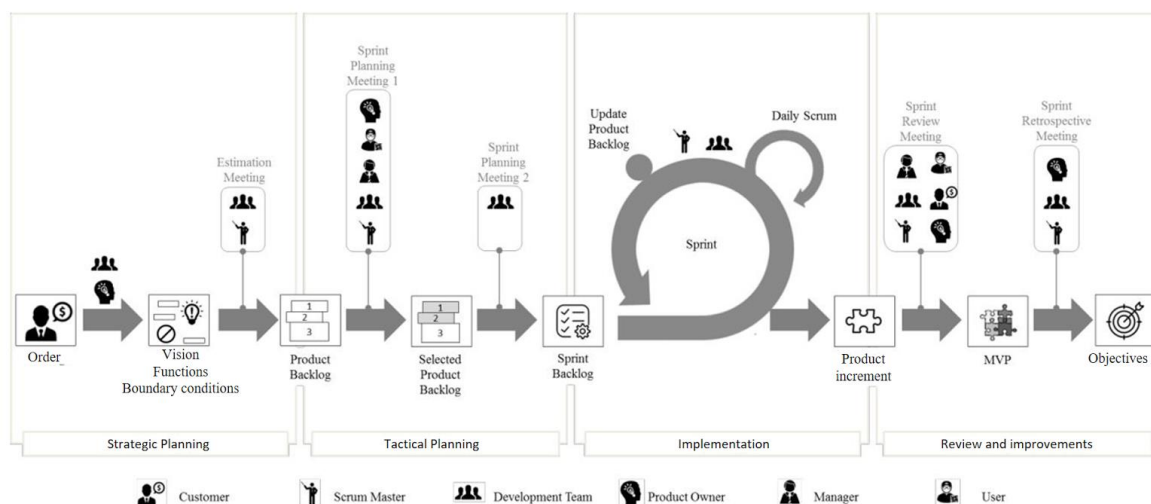 Sprint
Planning
Meeting 1
Estimation
Meeting
Sprint
Planning
Meeting 2
Update
Product
Backlog
Daily Scrum
Sprint
Sprint
Review
Meeting
Sprint
Retrospective
Meeting
$
$
$
1
2
3
1
2
3
Order_
Vision
Functions
Boundary conditions
Product
Backlog
Selected
Product
Backlog
Sprint
Backlog
Product
increment
MVP
Objectives
Strategic Planning
Tactical Planning
Implementation
Review and improvements
Customer
Scrum Master
Development Team
Product Owner
Manager
User